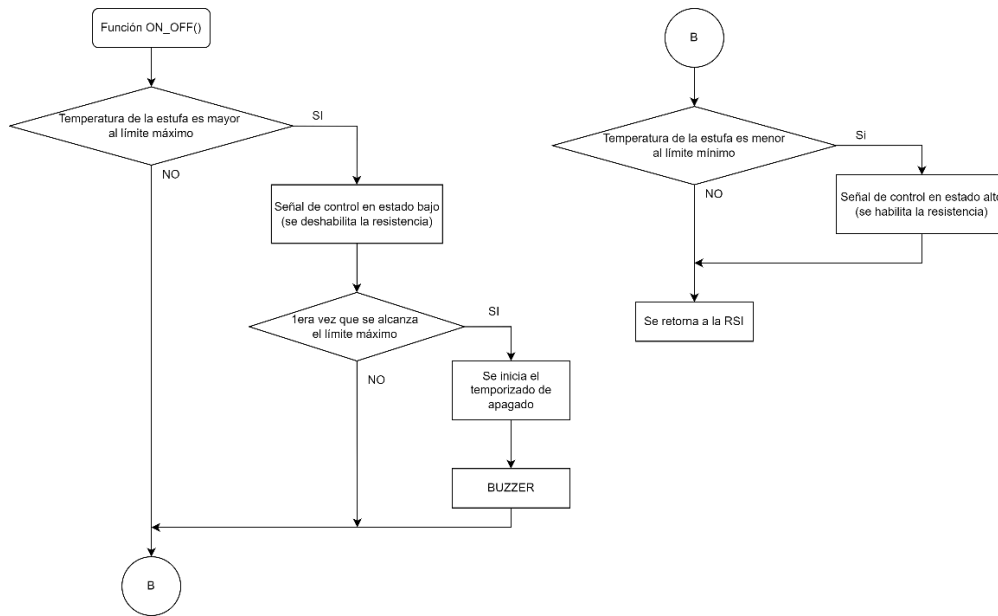 Función ON_OFF()
Temperatura de la estufa es mayor
al límite máximo
SI
NO
Señal de control en estado bajo
(se deshabilita la resistencia)
1era vez que se alcanza
el límite máximo
SI
NO
Se inicia el
temporizado de
apagado
BUZZER
B
B
Temperatura de la estufa es menor
al límite mínimo
Si
NO
Señal de control en estado alto
(se habilita la resistencia)
Se retorna a la RSI